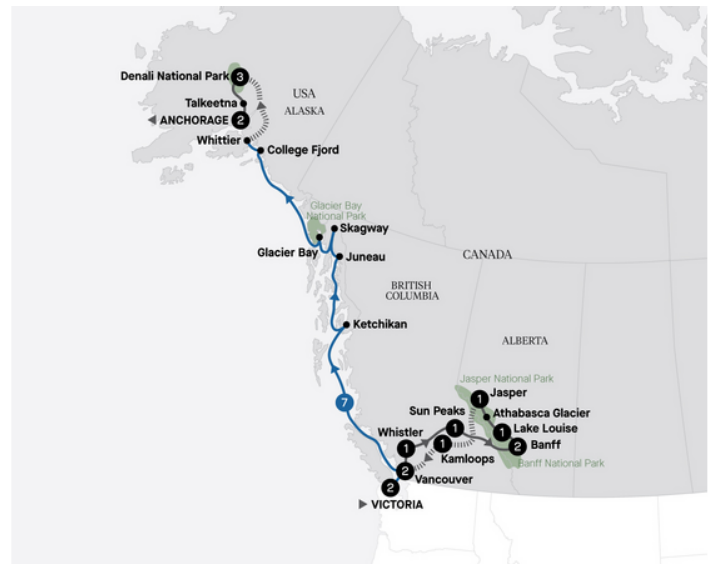 Denali National Park
3
USA
ALASKA
Talkeetna
ANCHORAGE
2
Whittier
College Fjord
Glacier Bay
National Park
Skagway
Glacier Bay
Juneau
CANADA
BRITISH
COLUMBIA
Ketchikan
ALBERTA
Jasper National Park
1
Jasper
7
Athabasca Glacier
Sun Peaks
1
1
Lake Louise
Whistler
1
1
2
Banff
Kamloops
Banff National Park
2
Vancouver
2
VICTORIA